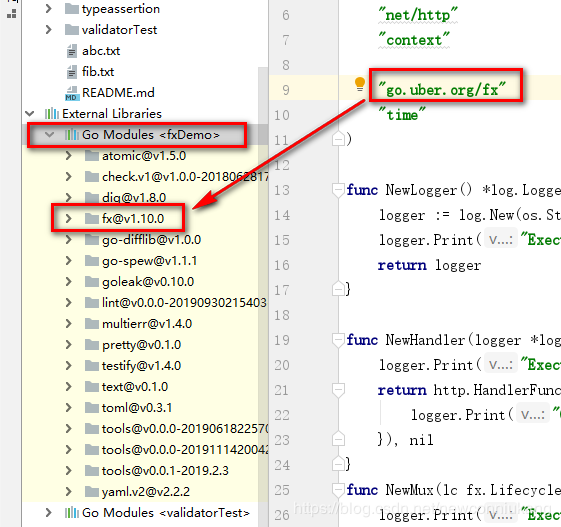 typeassertion
validatorTest
abc.txt
fib.txt
README.md
External Libraries
Go Modules <fxDemo>
atomic@v1.5.0
check.v1@v1.0.0-2018062817
dig@v1.8.0
fx@v1.10.0
go-difflib@v1.0.0
go-spew@v1.1.1
goleak@v0.10.0
lint@v0.0.0-20190930215403
multierr@v1.4.0
pretty@v0.1.0
testify@v1.4.0
text@v0.1.0
toml@v0.3.1
tools@v0.0.0-2019061822570
tools@v0.0.0-2019111420042
tools@v0.0.1-2019.2.3
yaml.v2@v2.2.2
Go Modules <validatorTest>
6 "net/http"
7 "context"
8
9 "go.uber.org/fx"
10 "time"
11 )
12
13 func NewLogger() *log.Logge
14 logger := log.New(os.St
15 logger.Print( v...: "Execu
16 return logger
17 }
18
19 func NewHandler(logger *log
20 logger.Print( v...: "Execu
21 return http.HandlerFunc
22 logger.Print( v...: "
23 }), nil
24 }
25 func NewMux(lc fx.Lifecycle
26 logger.Print( v...: "Execu